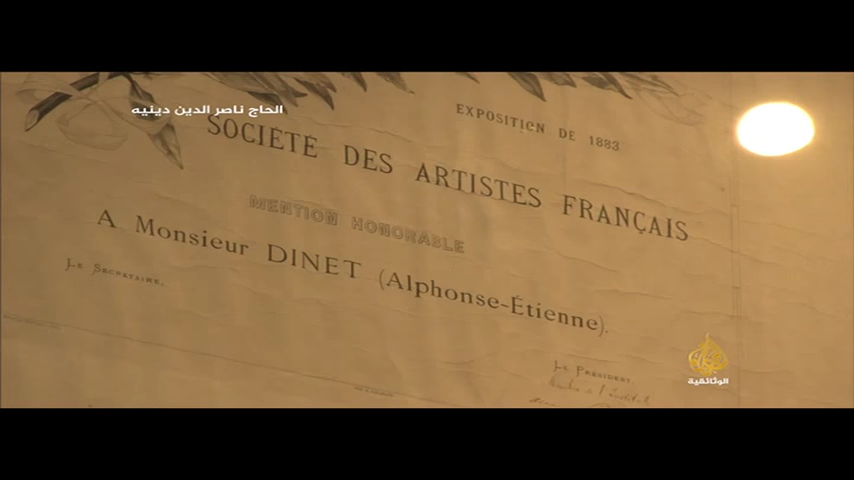 الحاج ناصر الدين دينيه
EXPOSITION DE 1883
SOCIÉTÉ DES ARTISTES FRANÇAIS
MENTION HONORABLE
A Monsieur DINET (Alphonse-Étienne).
LE SECRÉTAIRE,
LE PRÉSIDENT
الوثائقية